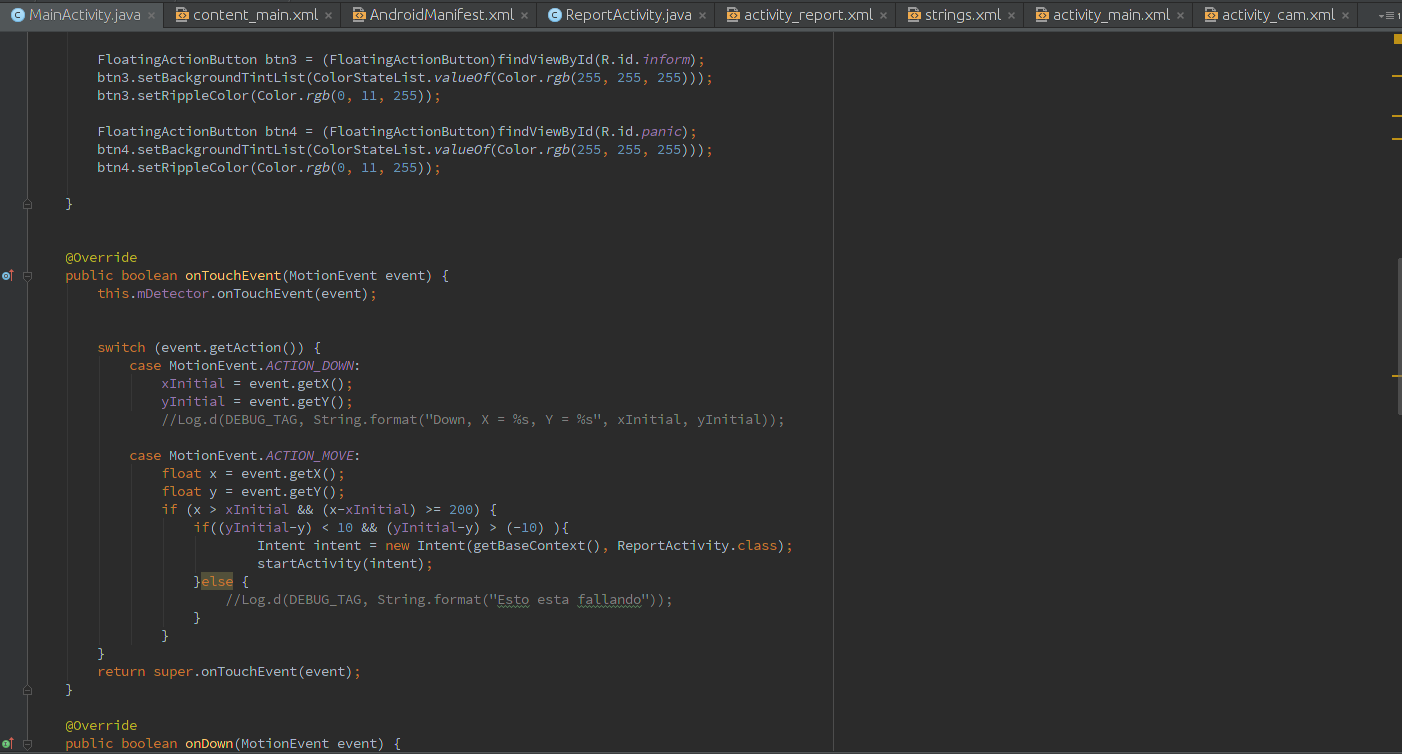 MainActivity.java × content_main.xml × AndroidManifest.xml × ReportActivity.java × activity_report.xml × strings.xml × activity_main.xml × activity_cam.xml × 1
FloatingActionButton btn3 = (FloatingActionButton)findViewById(R.id.inform);
btn3.setBackgroundTintList(ColorStateList.valueOf(Color.rgb(255, 255, 255)));
btn3.setRippleColor(Color.rgb(0, 11, 255));
FloatingActionButton btn4 = (FloatingActionButton)findViewById(R.id.panic);
btn4.setBackgroundTintList(ColorStateList.valueOf(Color.rgb(255, 255, 255)));
btn4.setRippleColor(Color.rgb(0, 11, 255));
}
@Override
public boolean onTouchEvent(MotionEvent event) {
this.mDetector.onTouchEvent(event);
switch (event.getAction()) {
case MotionEvent.ACTION_DOWN:
xInitial = event.getX();
yInitial = event.getY();
//Log.d(DEBUG_TAG, String.format("Down, X = %s, Y = %s", xInitial, yInitial));
case MotionEvent.ACTION_MOVE:
float x = event.getX();
float y = event.getY();
if (x > xInitial && (x-xInitial) >= 200) {
if((yInitial-y) < 10 && (yInitial-y) > (-10) ){
Intent intent = new Intent(getBaseContext(), ReportActivity.class);
startActivity(intent);
}else {
//Log.d(DEBUG_TAG, String.format("Esto esta fallando"));
}
}
}
return super.onTouchEvent(event);
}
@Override
public boolean onDown(MotionEvent event) {